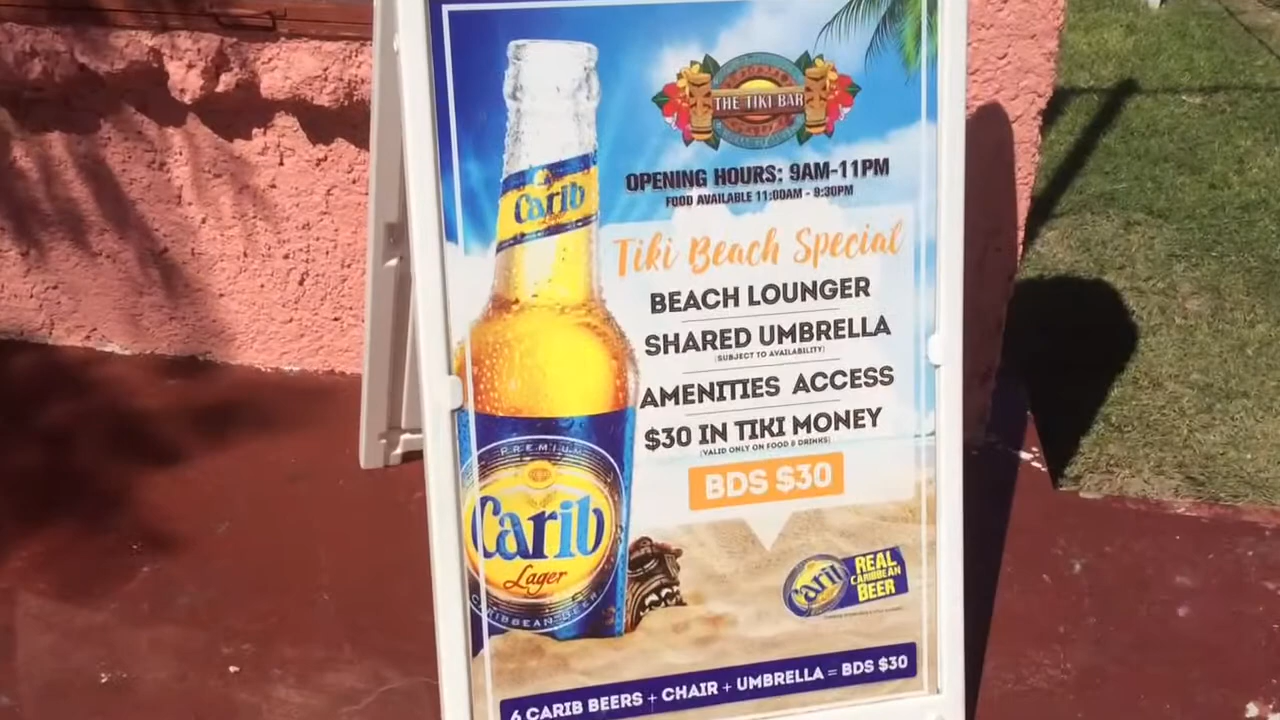 THE TIKI BAR
OPENING HOURS: 9AM-11PM
FOOD AVAILABLE 11:00AM - 9:30PM
Carib
Lager
Tiki Beach Special
BEACH LOUNGER
SHARED UMBRELLA
(SUBJECT TO AVAILABILITY)
AMENITIES ACCESS
$30 IN TIKI MONEY
(VALID ONLY ON FOOD & DRINKS)
BDS $30
PREMIUM
Carib
Lager
CARIBBEAN BEER
Carib
REAL
CARIBBEAN
BEER
6 CARIB BEERS + CHAIR + UMBRELLA = BDS $30